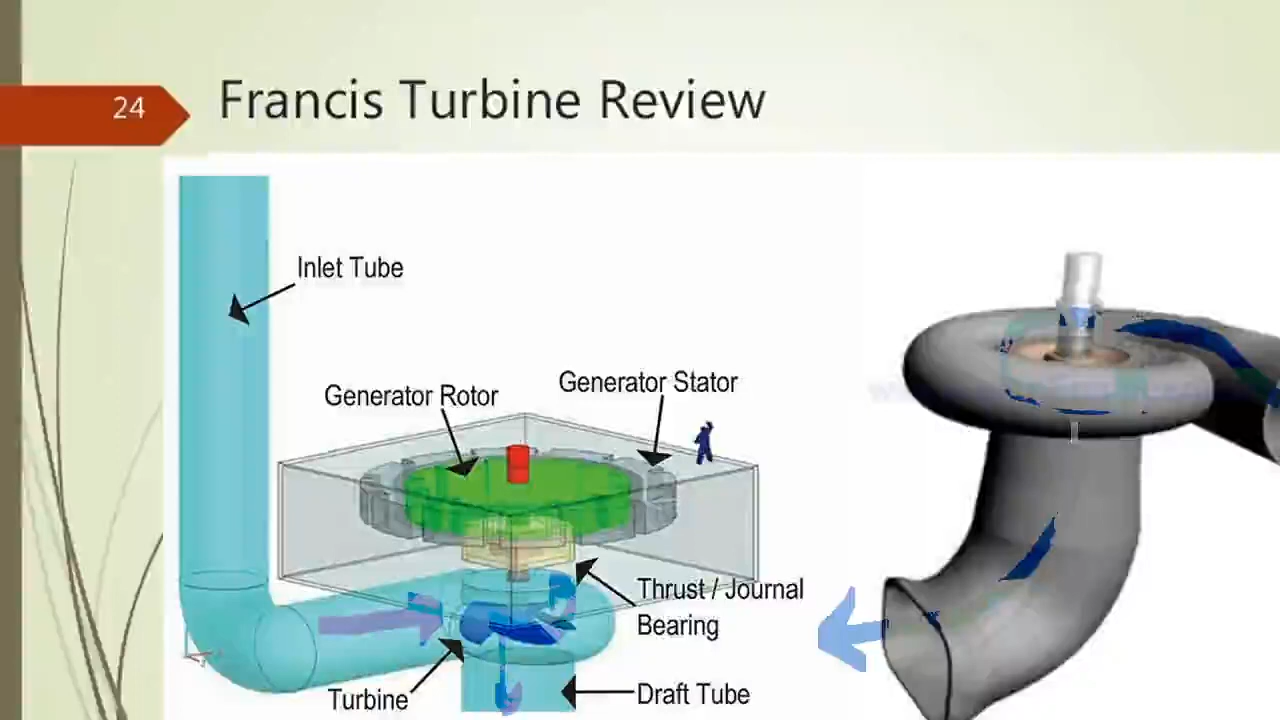 24
Francis Turbine Review
Inlet Tube
Generator Rotor
Generator Stator
Thrust / Journal
Bearing
Turbine
Draft Tube